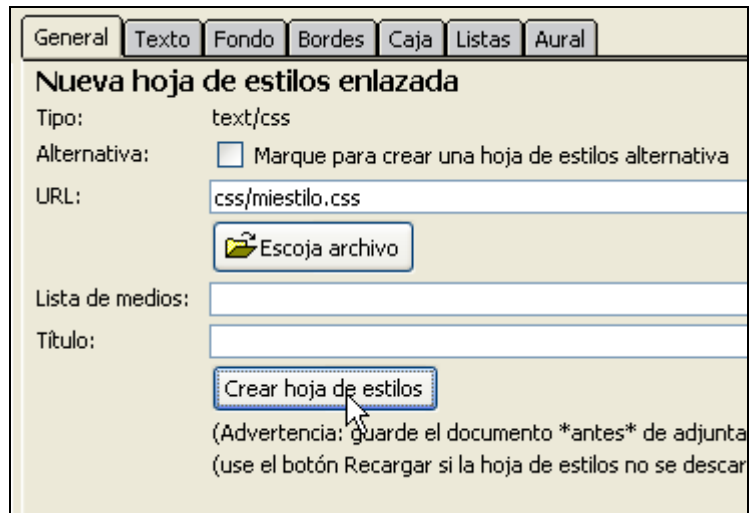 General Texto Fondo Bordes Caja Listas Aural
Nueva hoja de estilos enlazada
Tipo: text/css
Alternativa: Marque para crear una hoja de estilos alternativa
URL: css/miestilo.css
Escoja archivo
Lista de medios:
Título:
Crear hoja de estilos
(Advertencia: guarde el documento *antes* de adjunta
(use el botón Recargar si la hoja de estilos no se descar